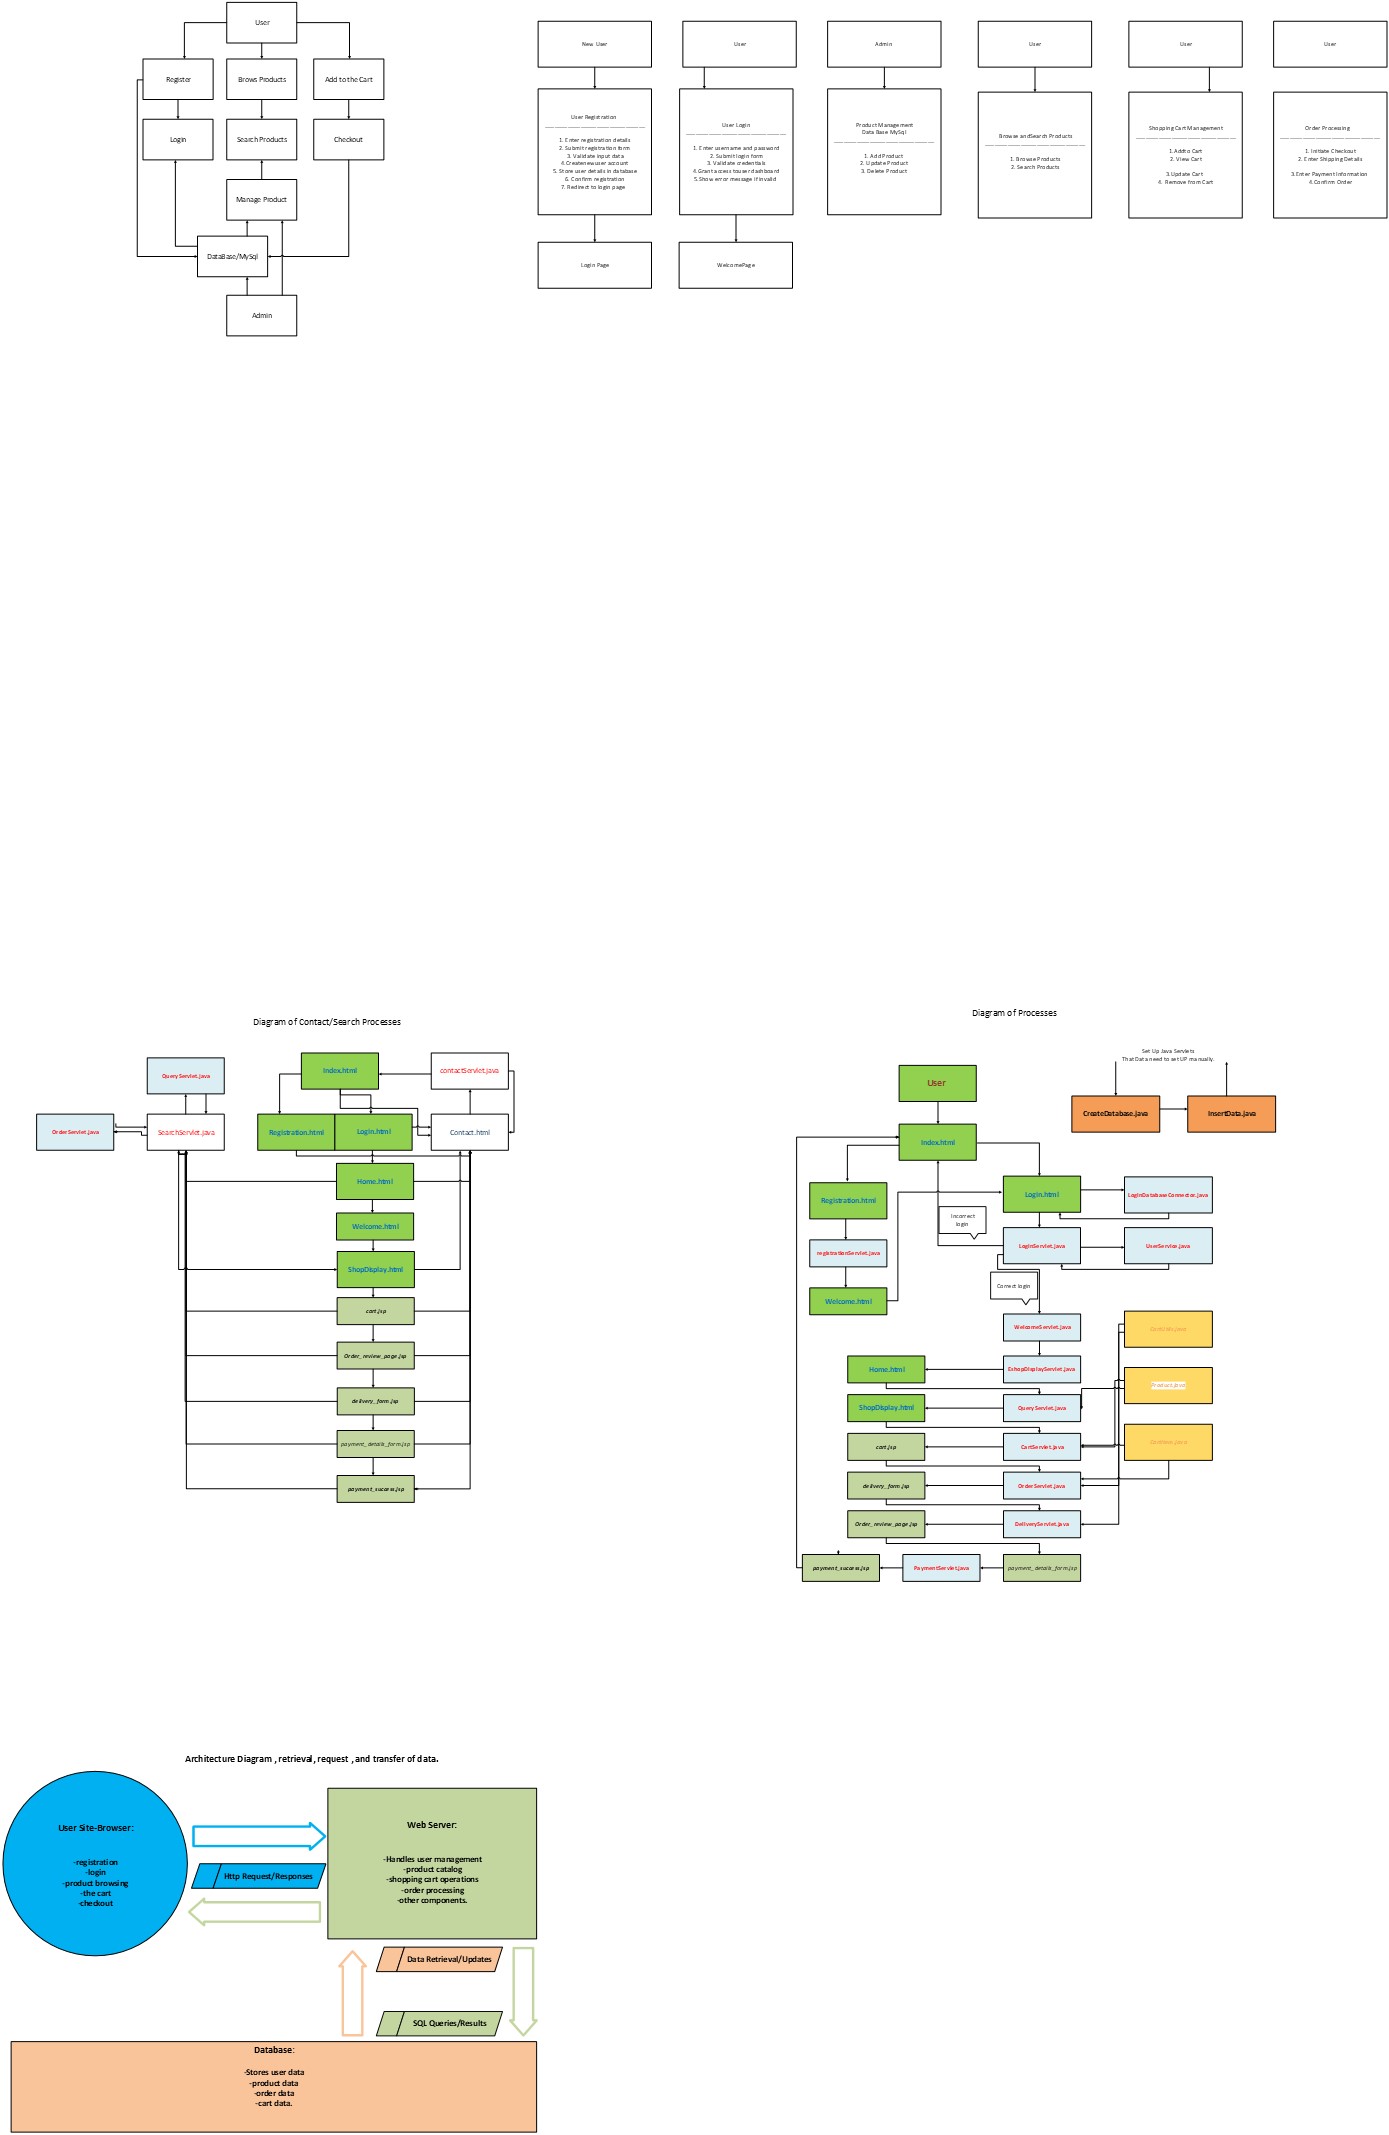 User
Register
Brows Products
Add to the Cart
Login
Search Products
Checkout
Manage Product
DataBase/MySql
Admin
New User
User Registration
1. Enter registration details
2. Submit registration form
3. Validate input data
4. Create new user account
5. Store user details in database
6. Confirm registration
7. Redirect to login page
Login Page
User
User Login
1. Enter username and password
2. Submit login form
3. Validate credentials
4. Grant access to user dashboard
5. Show error message if invalid
WelcomePage
Admin
Product Management
Data Base MySql
1. Add Product
2. Update Product
3. Delete Product
User
Browse and Search Products
1. Browse Products
2. Search Products
User
Shopping Cart Management
1. Add to Cart
2. View Cart
3. Update Cart
4. Remove from Cart
User
Order Processing
1. Initiate Checkout
2. Enter Shipping Details
3. Enter Payment Information
4. Confirm Order
Diagram of Contact/Search Processes
QueryServlet.java
OrderServlet.java
SearchServlet.java
Index.html
contactServlet.java
Registration.html
Login.html
Contact.html
Home.html
Welcome.html
ShopDisplay.html
cart.jsp
Order_review_page.jsp
delivery_form.jsp
payment_details_form.jsp
payment_sucess.jsp
Diagram of Processes
Set Up Java Servlets
That Data need to set UP manually.
CreateDatabase.java
InsertData.java
User
Index.html
Registration.html
Login.html
LoginDatabaseConnector.java
Incorrect
login
registrationServlet.java
LoginServlet.java
UserService.java
Welcome.html
Correct login
WelcomeServlet.java
Home.html
EshopDisplayServlet.java
Product.java
ShopDisplay.html
QueryServlet.java
cart.jsp
CartServlet.java
delivery_form.jsp
OrderServlet.java
Order_review_page.jsp
DeliveryServlet.java
payment_sucess.jsp
PaymentServlet.java
payment_details_form.jsp
Architecture Diagram , retrieval, request , and transfer of data.
User Site-Browser:
-registration
-login
-product browsing
-the cart
-checkout
Http Request/Responses
Web Server:
-Handles user management
-product catalog
-shopping cart operations
-order processing
-other components.
Data Retrieval/Updates
SQL Queries/Results
Database:
-Stores user data
-product data
-order data
-cart data.